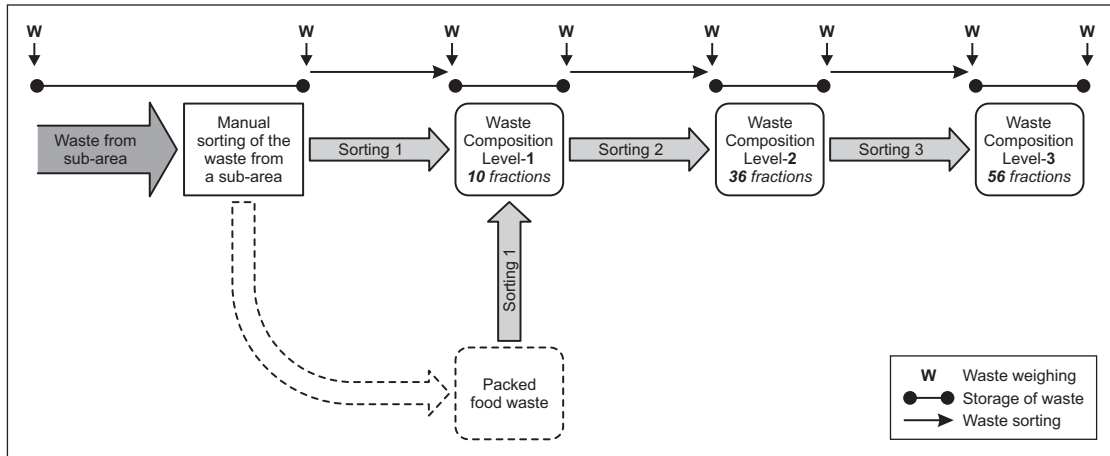 W W W W W W W W
Waste from
sub-area
Manual
sorting of the
waste from
a sub-area
Sorting 1
Waste
Composition
Level-1
10 fractions
Sorting 2
Waste
Composition
Level-2
36 fractions
Sorting 3
Waste
Composition
Level-3
56 fractions
Sorting 1
Packed
food waste
W Waste weighing
Storage of waste
Waste sorting